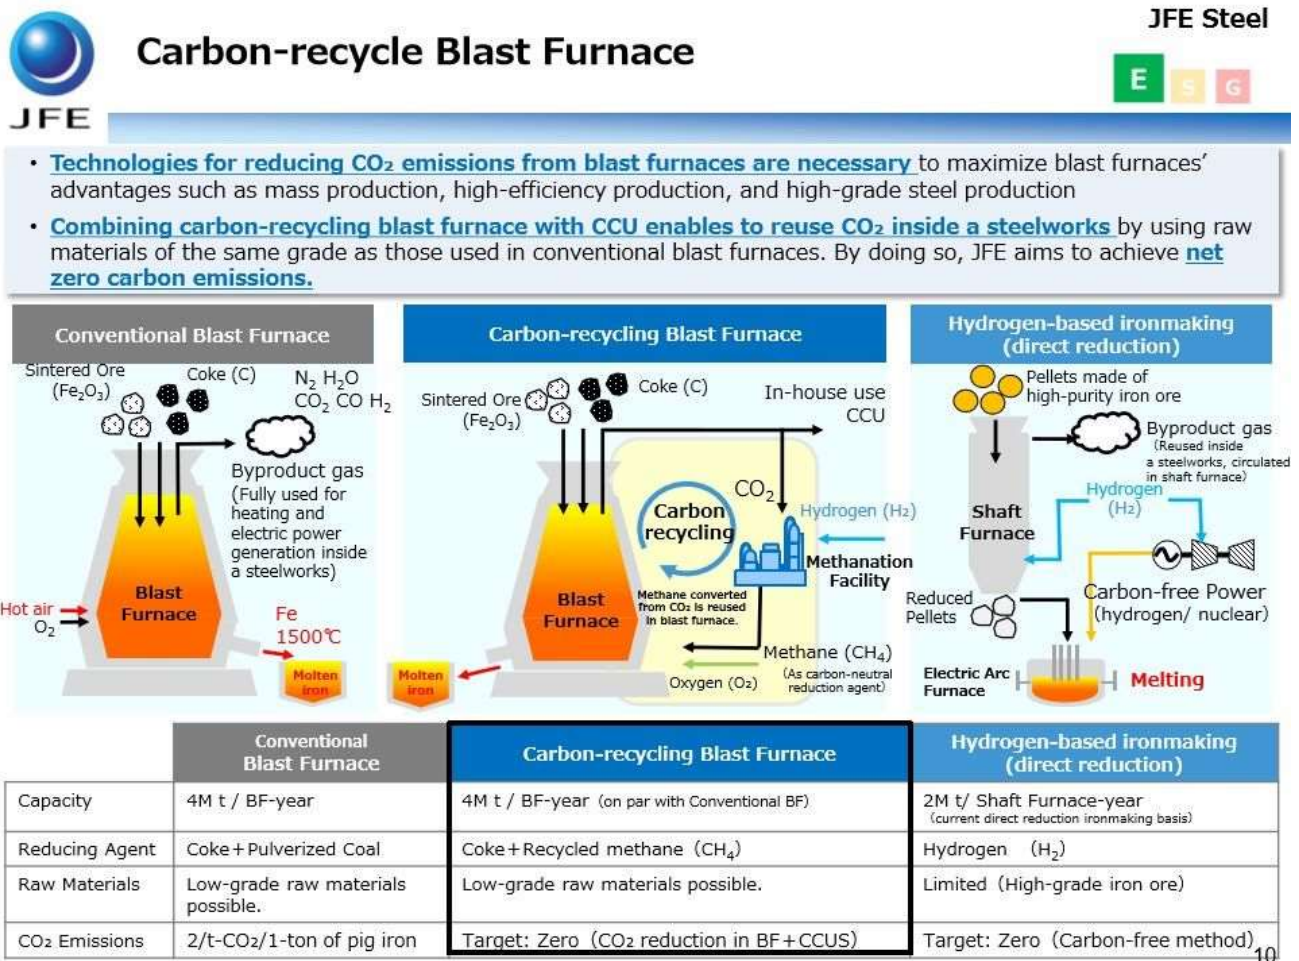 JFE Steel
Carbon-recycle Blast Furnace
E S G
JFE
• Technologies for reducing CO₂ emissions from blast furnaces are necessary to maximize blast furnaces’
advantages such as mass production, high-efficiency production, and high-grade steel production
• Combining carbon-recycling blast furnace with CCU enables to reuse CO₂ inside a steelworks by using raw
materials of the same grade as those used in conventional blast furnaces. By doing so, JFE aims to achieve net
zero carbon emissions.
Conventional Blast Furnace
Sintered Ore
(Fe₂O₃)
Coke (C)
N₂ H₂O
CO₂ CO H₂
Byproduct gas
(Fully used for
heating and
electric power
generation inside
a steelworks)
Blast
Furnace
Hot air
O₂
Fe
1500℃
Molten
iron
Carbon-recycling Blast Furnace
Sintered Ore
(Fe₂O₃)
Coke (C)
In-house use
CCU
CO₂
Carbon
recycling
Hydrogen (H₂)
Methanation
Facility
Methane converted
from CO₂ is reused
in blast furnace.
Blast
Furnace
Methane (CH₄)
(As carbon-neutral
reduction agent)
Oxygen (O₂)
Molten
iron
Hydrogen-based ironmaking
(direct reduction)
Pellets made of
high-purity iron ore
Byproduct gas
(Reused inside
a steelworks, circulated
in shaft furnace)
Shaft
Furnace
Hydrogen
(H₂)
Carbon-free Power
(hydrogen/ nuclear)
Reduced
Pellets
Electric Arc
Furnace
Melting
Conventional
Blast Furnace
Carbon-recycling Blast Furnace
Hydrogen-based ironmaking
(direct reduction)
Capacity
4M t / BF-year
4M t / BF-year (on par with Conventional BF)
2M t/ Shaft Furnace-year
(current direct reduction ironmaking basis)
Reducing Agent
Coke+Pulverized Coal
Coke+Recycled methane (CH₄)
Hydrogen (H₂)
Raw Materials
Low-grade raw materials
possible.
Low-grade raw materials possible.
Limited (High-grade iron ore)
CO₂ Emissions
2/t-CO₂/1-ton of pig iron
Target: Zero (CO₂ reduction in BF+CCUS)
Target: Zero (Carbon-free method)
10